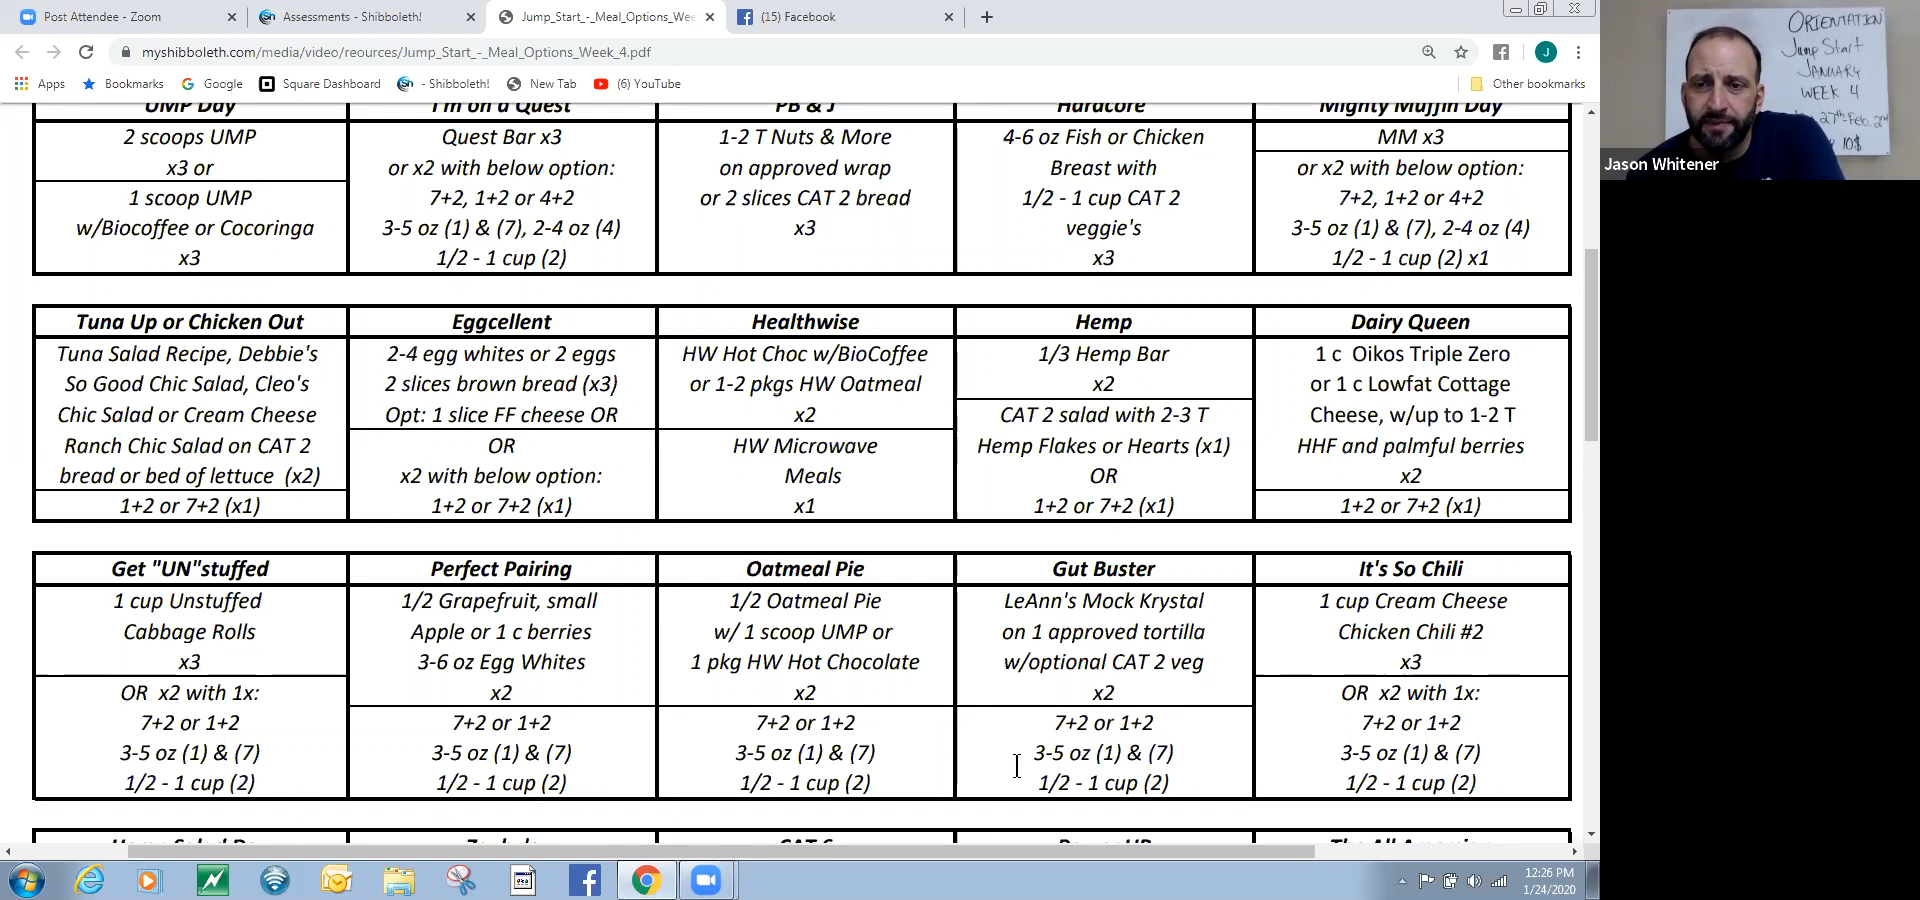 Post Attendee - Zoom
Assessments - Shibboleth!
Jump_Start_-_Meal_Options_Wee
(15) Facebook
myshibboleth.com/media/video/reources/Jump_Start_-_Meal_Options_Week_4.pdf
J
Apps
Bookmarks
Google
Square Dashboard
- Shibboleth!
New Tab
(6) YouTube
Other bookmarks
UMP Day
2 scoops UMP
x3 or
1 scoop UMP
w/Biocoffee or Cocoringa
x3
I'm on a Quest
Quest Bar x3
or x2 with below option:
7+2, 1+2 or 4+2
3-5 oz (1) & (7), 2-4 oz (4)
1/2 - 1 cup (2)
PB & J
1-2 T Nuts & More
on approved wrap
or 2 slices CAT 2 bread
x3
Hardcore
4-6 oz Fish or Chicken
Breast with
1/2 - 1 cup CAT 2
veggie's
x3
Mighty Muffin Day
MM x3
or x2 with below option:
7+2, 1+2 or 4+2
3-5 oz (1) & (7), 2-4 oz (4)
1/2 - 1 cup (2) x1
Tuna Up or Chicken Out
Tuna Salad Recipe, Debbie's
So Good Chic Salad, Cleo's
Chic Salad or Cream Cheese
Ranch Chic Salad on CAT 2
bread or bed of lettuce (x2)
1+2 or 7+2 (x1)
Eggcellent
2-4 egg whites or 2 eggs
2 slices brown bread (x3)
Opt: 1 slice FF cheese OR
OR
x2 with below option:
1+2 or 7+2 (x1)
Healthwise
HW Hot Choc w/BioCoffee
or 1-2 pkgs HW Oatmeal
x2
HW Microwave
Meals
x1
Hemp
1/3 Hemp Bar
x2
CAT 2 salad with 2-3 T
Hemp Flakes or Hearts (x1)
OR
1+2 or 7+2 (x1)
Dairy Queen
1 c Oikos Triple Zero
or 1 c Lowfat Cottage
Cheese, w/up to 1-2 T
HHF and palmful berries
x2
1+2 or 7+2 (x1)
Get "UN"stuffed
1 cup Unstuffed
Cabbage Rolls
x3
OR x2 with 1x:
7+2 or 1+2
3-5 oz (1) & (7)
1/2 - 1 cup (2)
Perfect Pairing
1/2 Grapefruit, small
Apple or 1 c berries
3-6 oz Egg Whites
x2
7+2 or 1+2
3-5 oz (1) & (7)
1/2 - 1 cup (2)
Oatmeal Pie
1/2 Oatmeal Pie
w/ 1 scoop UMP or
1 pkg HW Hot Chocolate
x2
7+2 or 1+2
3-5 oz (1) & (7)
1/2 - 1 cup (2)
Gut Buster
LeAnn's Mock Krystal
on 1 approved tortilla
w/optional CAT 2 veg
x2
7+2 or 1+2
3-5 oz (1) & (7)
1/2 - 1 cup (2)
It's So Chili
1 cup Cream Cheese
Chicken Chili #2
x3
OR x2 with 1x:
7+2 or 1+2
3-5 oz (1) & (7)
1/2 - 1 cup (2)
12:26 PM
1/24/2020
ORIENTATION
Jump Start
JANUARY
WEEK 4
27th-Feb. 2nd
10$
Jason Whitener